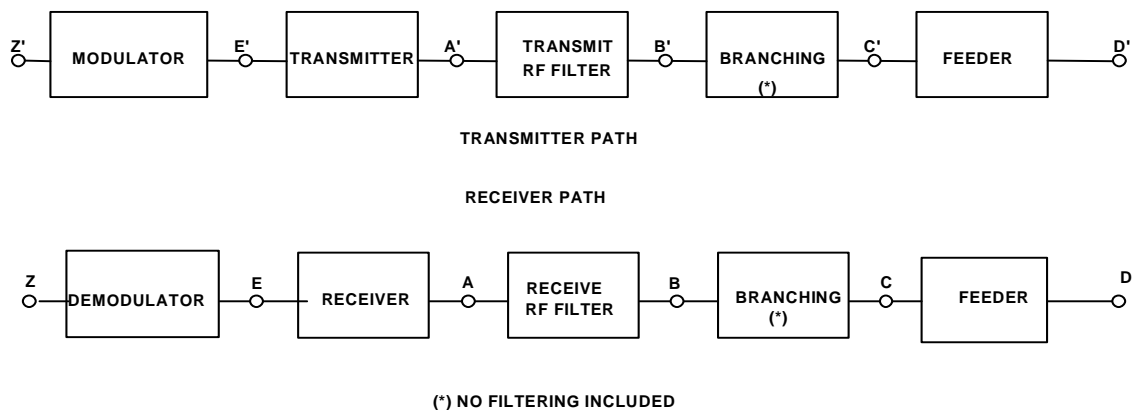 Z' E' A' B' C' D'
MODULATOR TRANSMITTER TRANSMIT RF FILTER BRANCHING (*) FEEDER
TRANSMITTER PATH
RECEIVER PATH
Z E A B C D
DEMODULATOR RECEIVER RECEIVE RF FILTER BRANCHING (*) FEEDER
(*) NO FILTERING INCLUDED